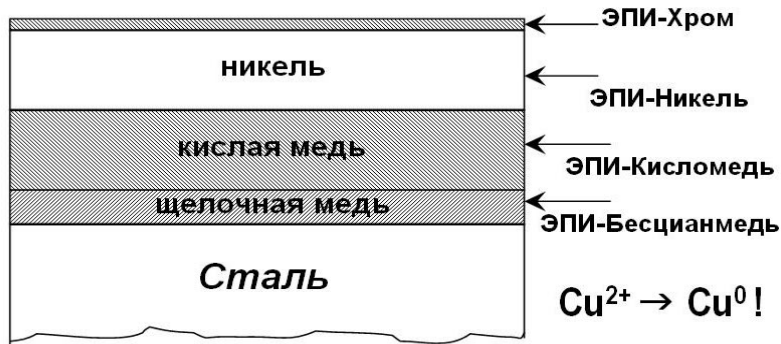 ЭПИ-Хром
никель
ЭПИ-Никель
кислая медь
ЭПИ-Кисломедь
щелочная медь
ЭПИ-Бесцианмедь
Сталь
Cu²⁺ → Cu⁰ !